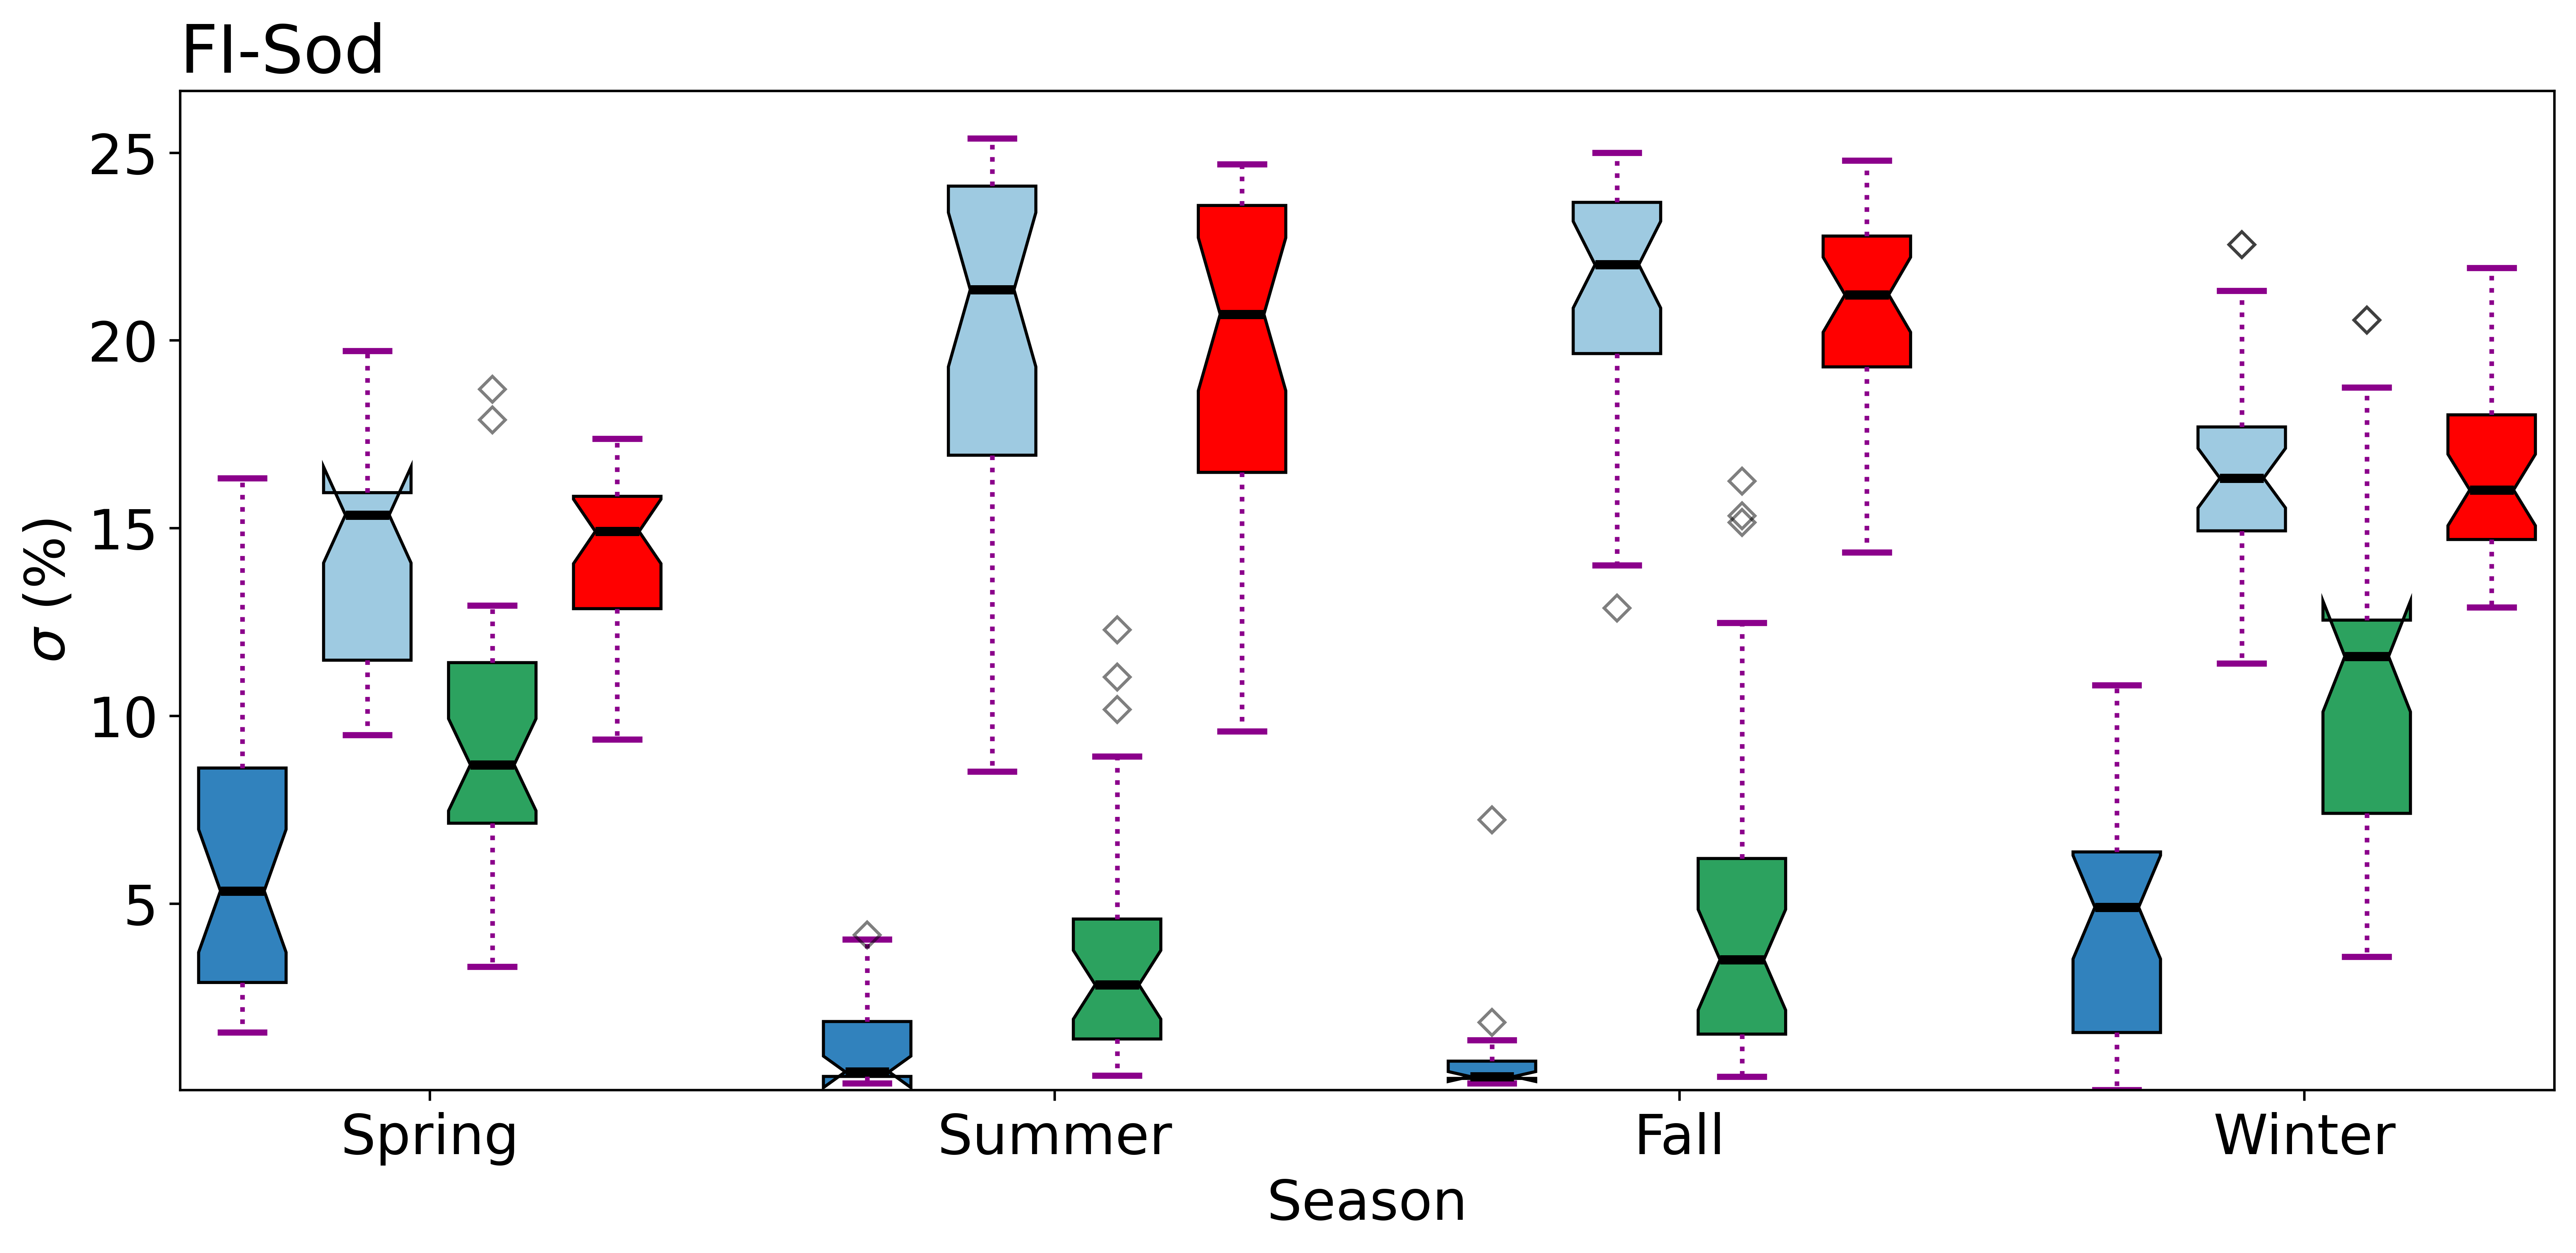 FI-Sod
25
20
15
10
5
σ (%)
Spring Summer Fall Winter
Season